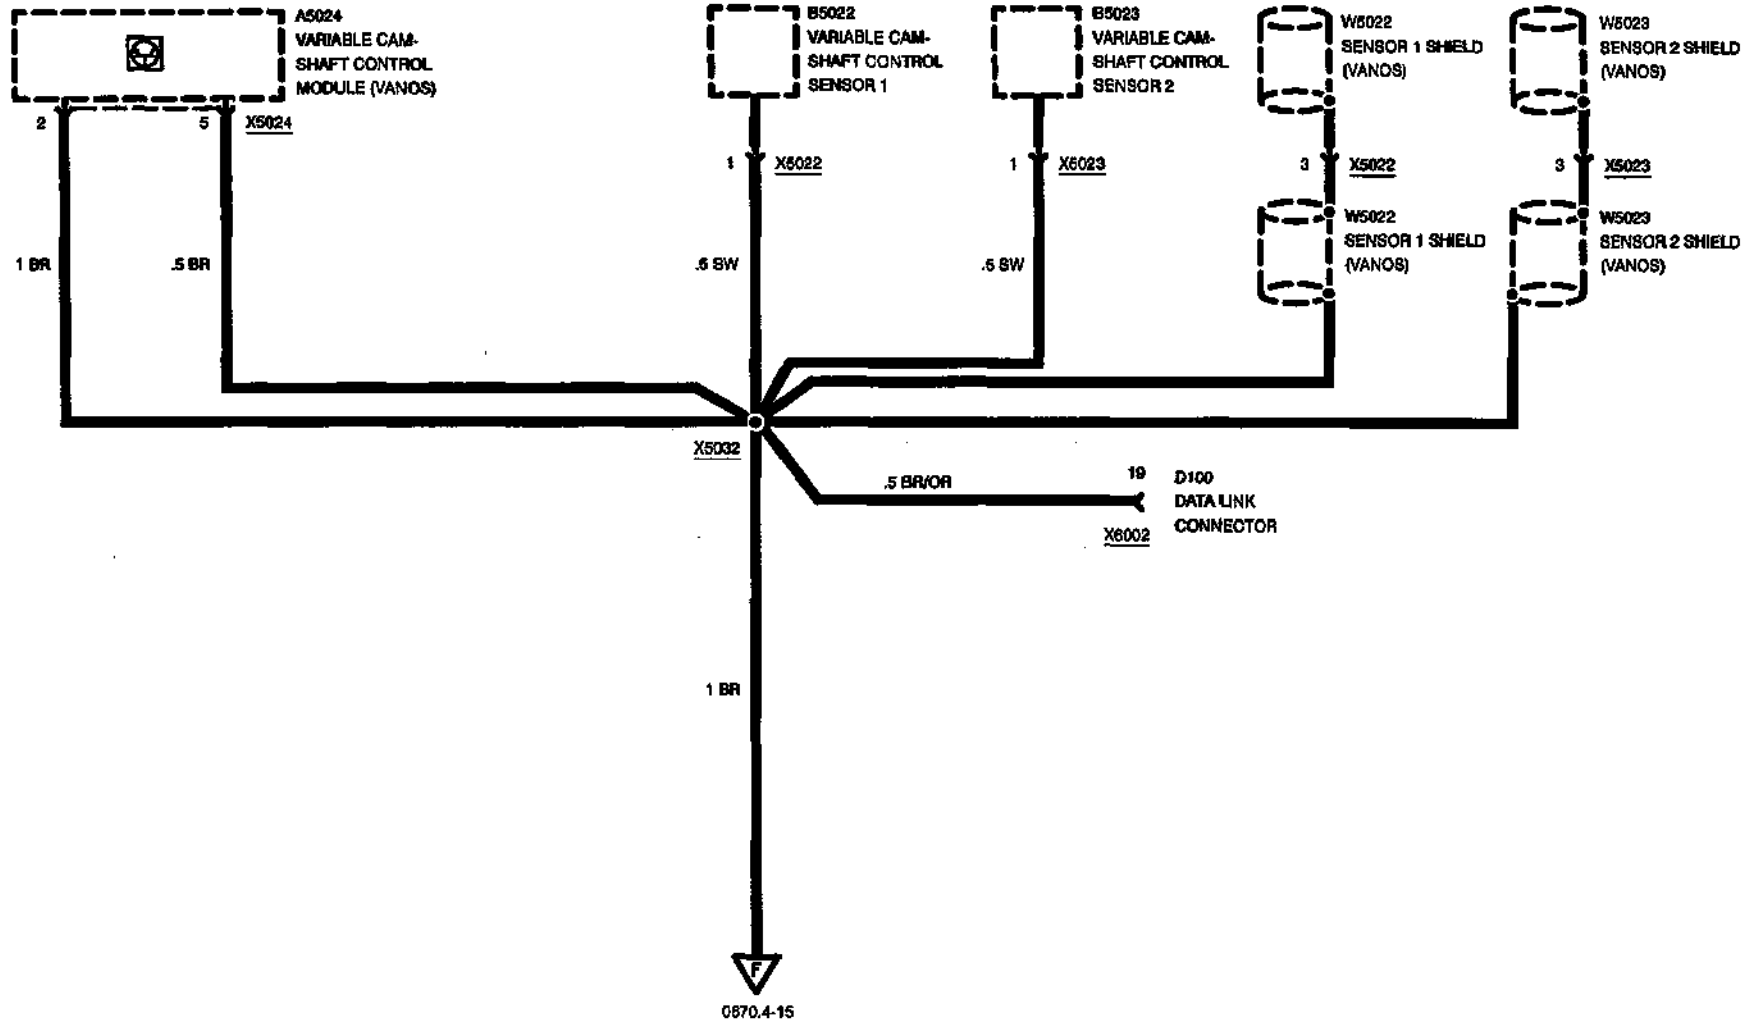 A5024
VARIABLE CAM-
SHAFT CONTROL
MODULE (VANOS)
B5022
VARIABLE CAM-
SHAFT CONTROL
SENSOR 1
B5023
VARIABLE CAM-
SHAFT CONTROL
SENSOR 2
W5022
SENSOR 1 SHIELD
(VANOS)
W5023
SENSOR 2 SHIELD
(VANOS)
2
5
X5024
1
X5022
1
X5023
3
X5022
3
X5023
W5022
SENSOR 1 SHIELD
(VANOS)
W5023
SENSOR 2 SHIELD
(VANOS)
1 BR
.5 BR
.5 SW
.5 SW
X5032
.5 BR/OR
19
X6002
D100
DATA LINK
CONNECTOR
1 BR
F
0670.4-15